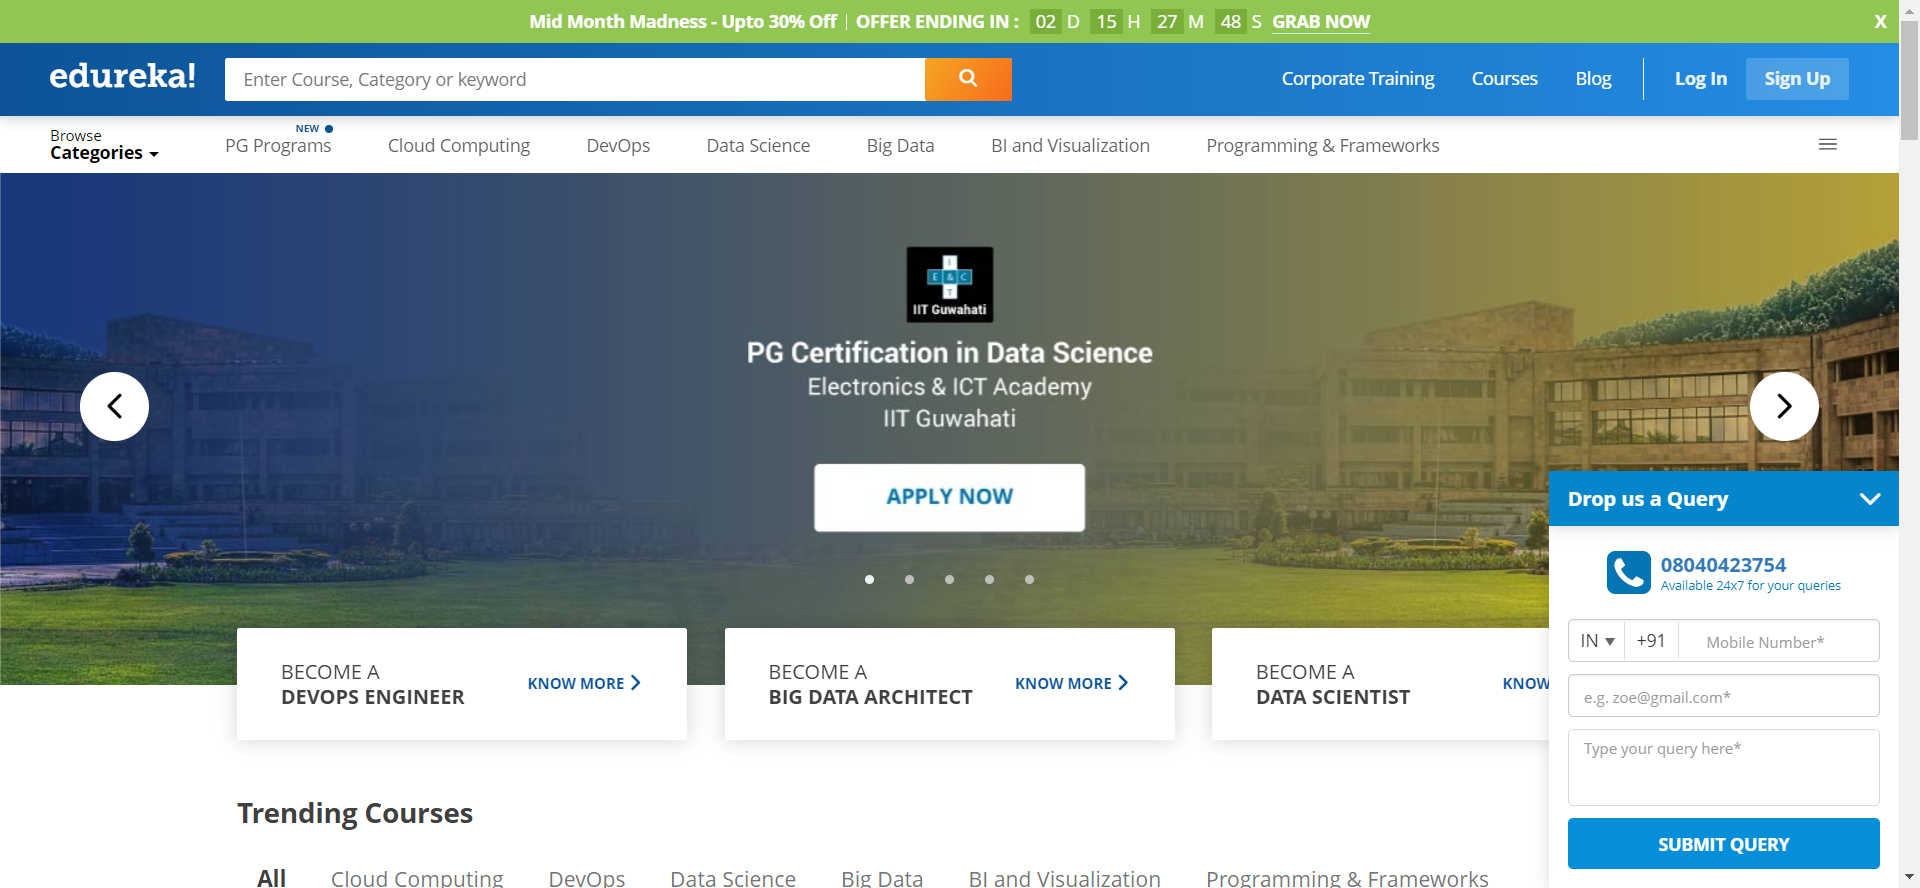 Mid Month Madness - Upto 30% Off | OFFER ENDING IN : 02 D 15 H 27 M 48 S GRAB NOW X
edureka! Enter Course, Category or keyword Corporate Training Courses Blog Log In Sign Up
Browse
Categories
NEW
PG Programs Cloud Computing DevOps Data Science Big Data BI and Visualization Programming & Frameworks
I
E & C
T
IIT Guwahati
PG Certification in Data Science
Electronics & ICT Academy
IIT Guwahati
APPLY NOW
BECOME A
DEVOPS ENGINEER
KNOW MORE
BECOME A
BIG DATA ARCHITECT
KNOW MORE
BECOME A
DATA SCIENTIST
KNOW
Drop us a Query
08040423754
Available 24x7 for your queries
IN +91 Mobile Number*
e.g. zoe@gmail.com*
Type your query here*
SUBMIT QUERY
Trending Courses
All Cloud Computing DevOps Data Science Big Data BI and Visualization Programming & Frameworks